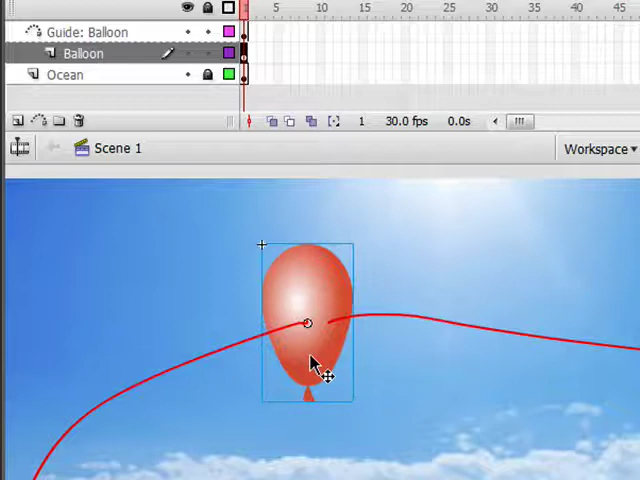 1 5 10 15 20 25 30 35 40 45
Guide: Balloon
Balloon
Ocean
1 30.0 fps 0.0s
Scene 1
Workspace